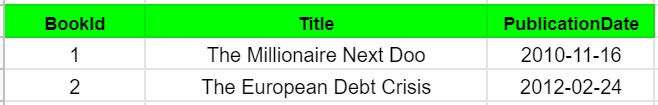 BookId Title PublicationDate
1 The Millionaire Next Doo 2010-11-16
2 The European Debt Crisis 2012-02-24